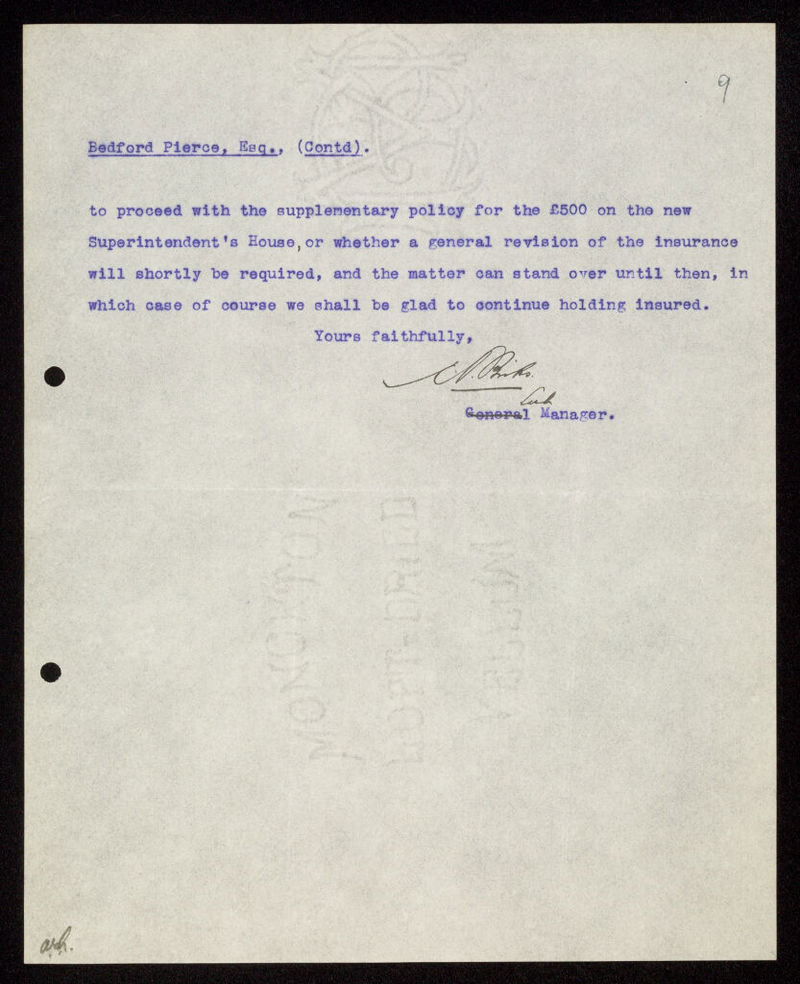 9
Bedford Pierce, Esq., (Contd).
to proceed with the supplementary policy for the £500 on the new
Superintendent's House, or whether a general revision of the insurance
will shortly be required, and the matter can stand over until then, in
which case of course we shall be glad to continue holding insured.
Yours faithfully,
Sub
General Manager.